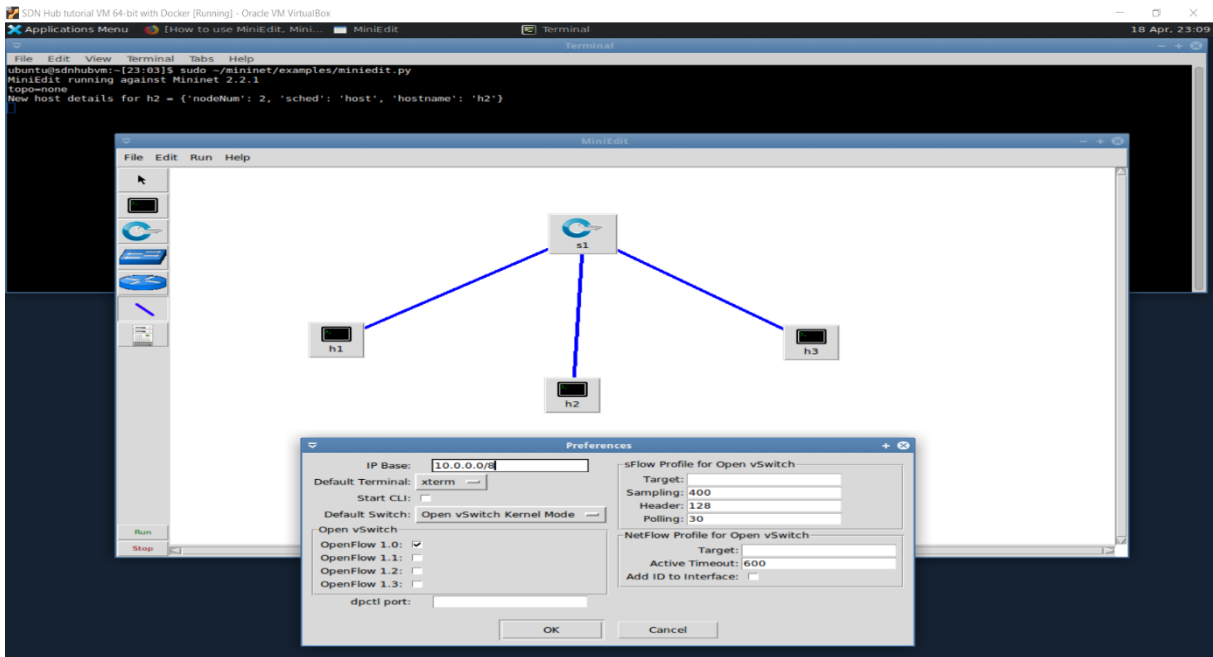 SDN Hub tutorial VM 64-bit with Docker [Running] - Oracle VM VirtualBox
Applications Menu [How to use MiniEdit, Mini... MiniEdit Terminal 18 Apr, 23:09
Terminal
File Edit View Terminal Tabs Help
ubuntu@sdnhubvm:~[23:03]$ sudo ~/mininet/examples/miniedit.py
MiniEdit running against Mininet 2.2.1
topo=none
New host details for h2 = {'nodeNum': 2, 'sched': 'host', 'hostname': 'h2'}
MiniEdit
File Edit Run Help
s1
h1
h3
h2
Run
Stop
Preferences
IP Base: 10.0.0.0/8
Default Terminal: xterm
Start CLI:
Default Switch: Open vSwitch Kernel Mode
Open vSwitch
OpenFlow 1.0:
OpenFlow 1.1:
OpenFlow 1.2:
OpenFlow 1.3:
dpctl port:
sFlow Profile for Open vSwitch
Target:
Sampling: 400
Header: 128
Polling: 30
NetFlow Profile for Open vSwitch
Target:
Active Timeout: 600
Add ID to Interface:
OK Cancel